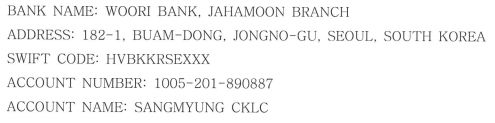 BANK NAME: WOORI BANK, JAHAMOON BRANCH
ADDRESS: 182-1, BUAM-DONG, JONGNO-GU, SEOUL, SOUTH KOREA
SWIFT CODE: HVBKKRSEXXX
ACCOUNT NUMBER: 1005-201-890887
ACCOUNT NAME: SANGMYUNG CKLC